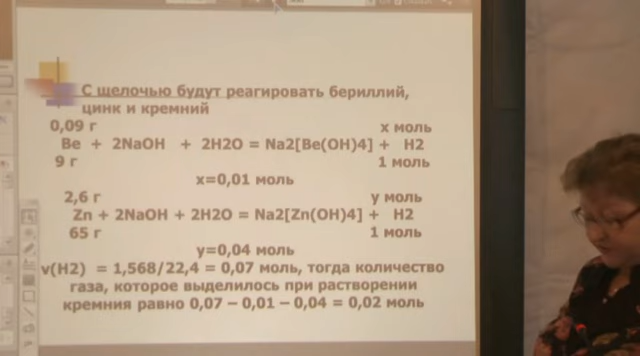 С щелочью будут реагировать бериллий,
цинк и кремний
0,09 г х моль
Be + 2NaOH + 2H2O = Na2[Be(OH)4] + H2
9 г 1 моль
х=0,01 моль
2,6 г у моль
Zn + 2NaOH + 2H2O = Na2[Zn(OH)4] + H2
65 г 1 моль
у=0,04 моль
ν(H2) = 1,568/22,4 = 0,07 моль, тогда количество
газа, которое выделилось при растворении
кремния равно 0,07 – 0,01 – 0,04 = 0,02 моль